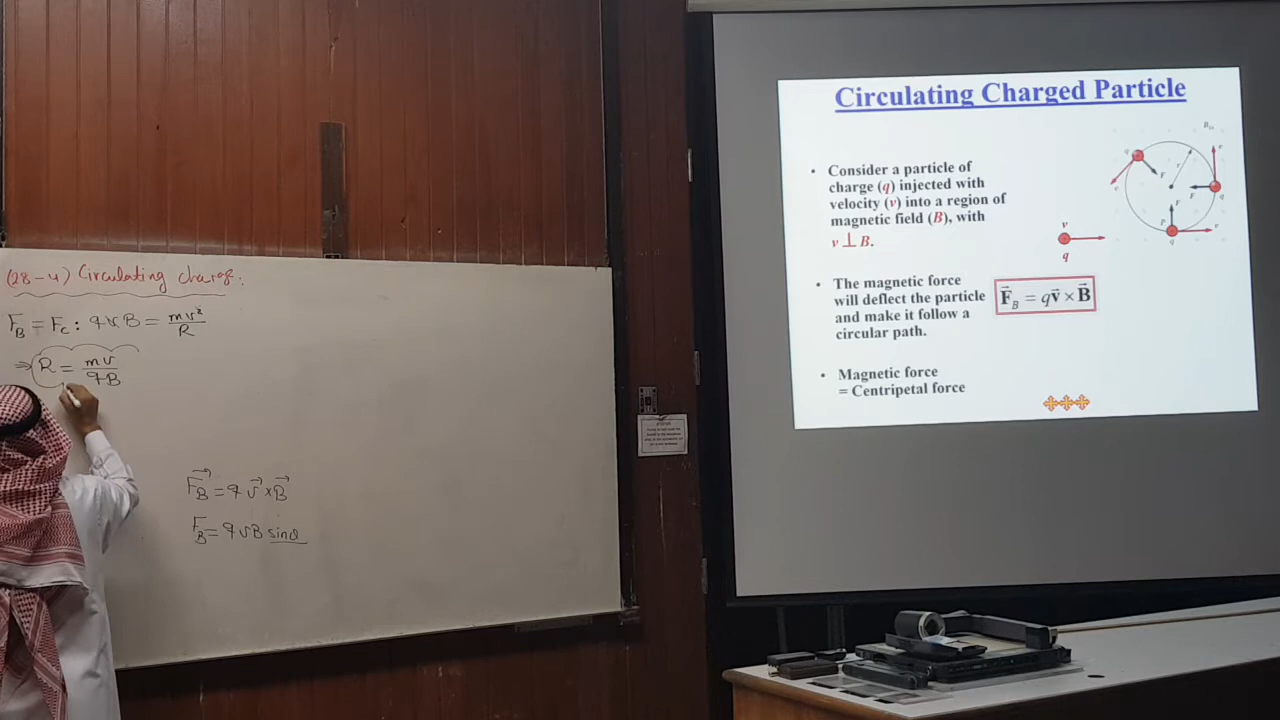 (28-4) Circulating charge:
F_B = F_c : qvB = mv²/R
⇒ R = mv/qB
F⃗_B = q v⃗ × B⃗
F_B = qvB sinθ
Circulating Charged Particle
• Consider a particle of
charge (q) injected with
velocity (v) into a region of
magnetic field (B), with
v ⊥ B.
• The magnetic force
will deflect the particle
and make it follow a
circular path.
• Magnetic force
= Centripetal force
v
q
F⃗_B = qv⃗ × B⃗
q
v
F
r
v
F
q
P
F
v
q